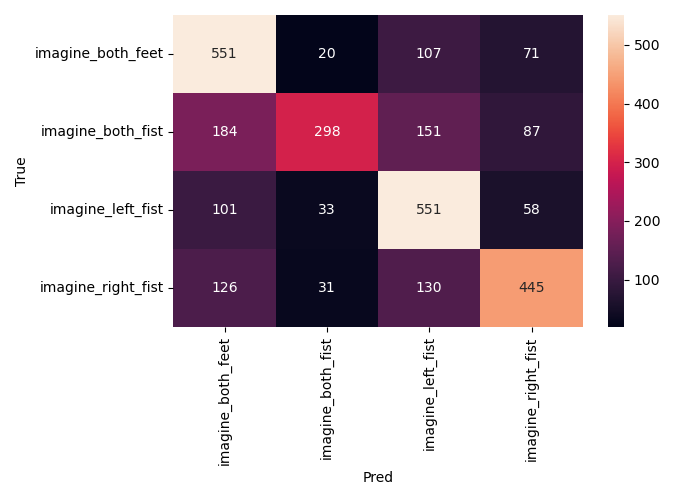 imagine_both_feet 551 20 107 71
imagine_both_fist 184 298 151 87
imagine_left_fist 101 33 551 58
imagine_right_fist 126 31 130 445
True
imagine_both_feet
imagine_both_fist
imagine_left_fist
imagine_right_fist
Pred
500
400
300
200
100